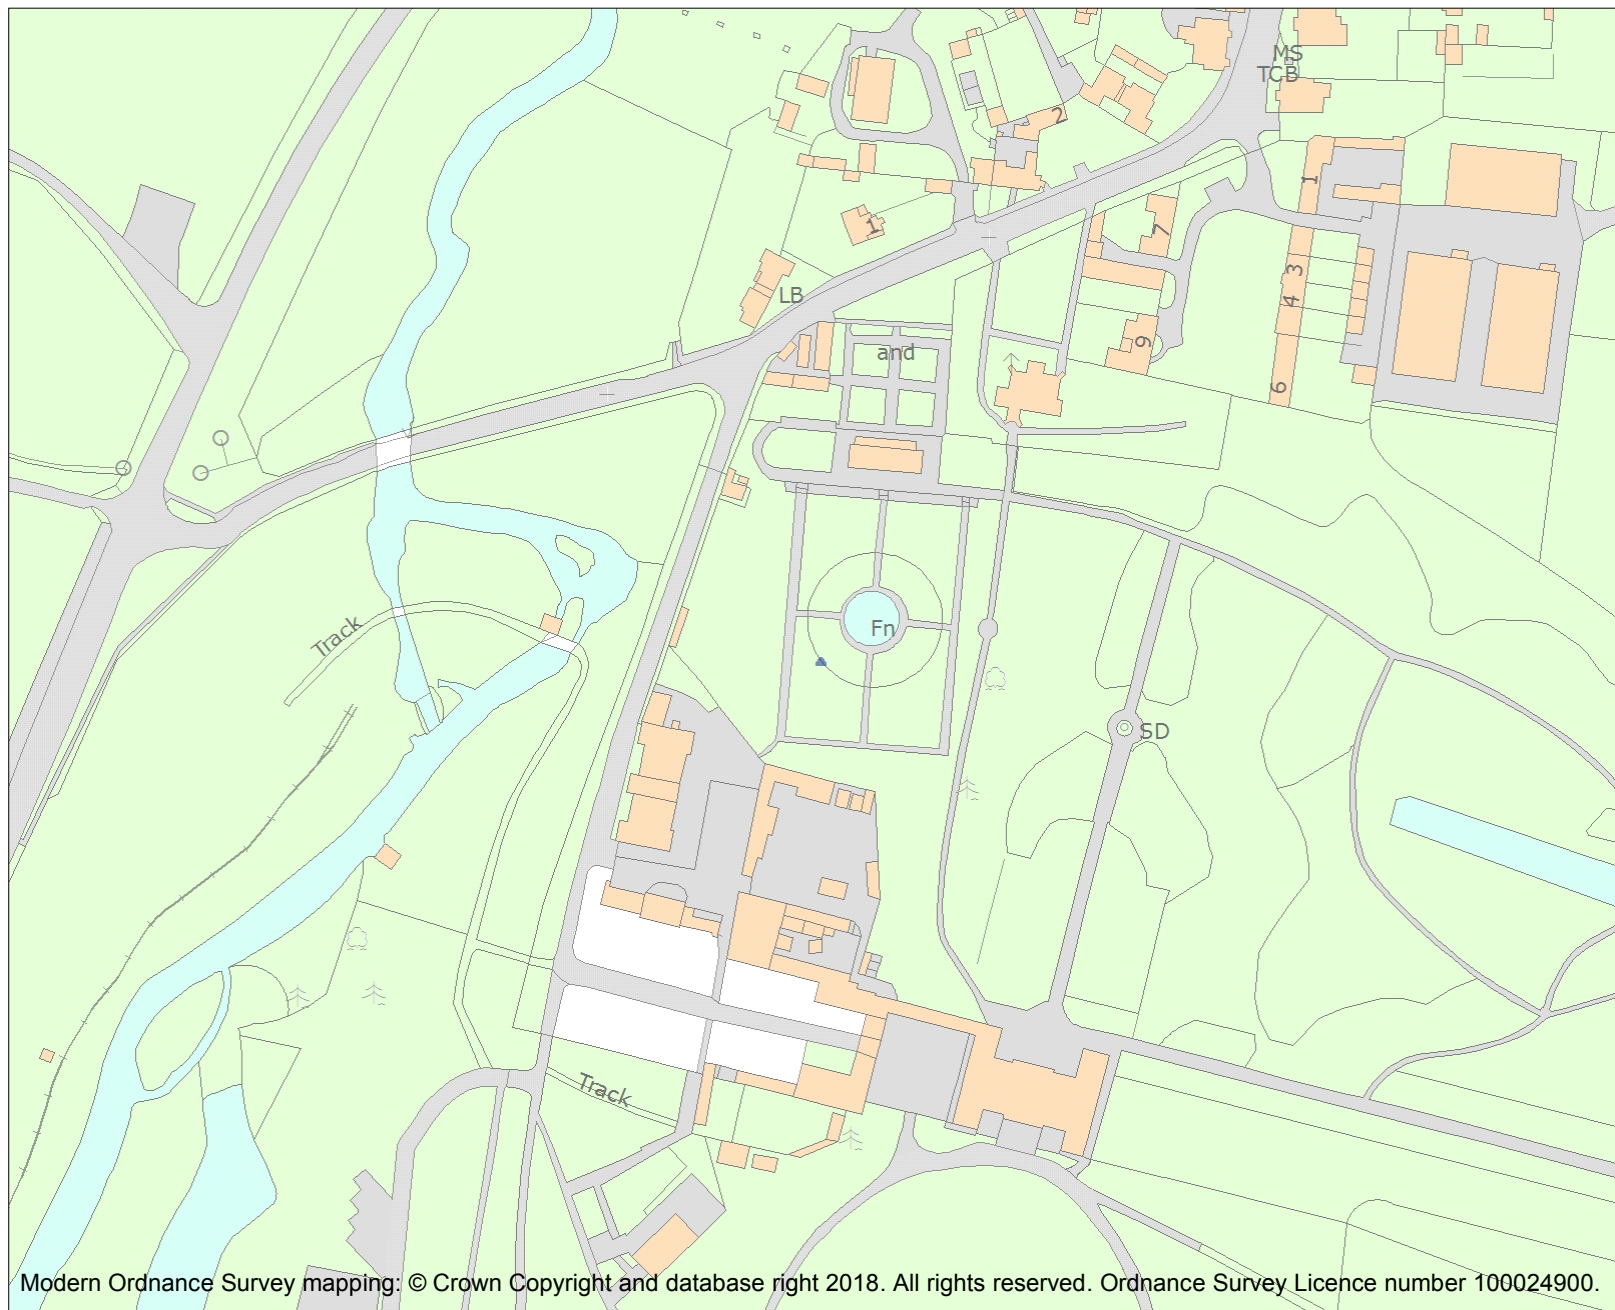 MS
TCB
2
1
1
7
LB
3
4
and
9
6
Fn
Track
SD
Track
Modern Ordnance Survey mapping: © Crown Copyright and database right 2018. All rights reserved. Ordnance Survey Licence number 100024900.